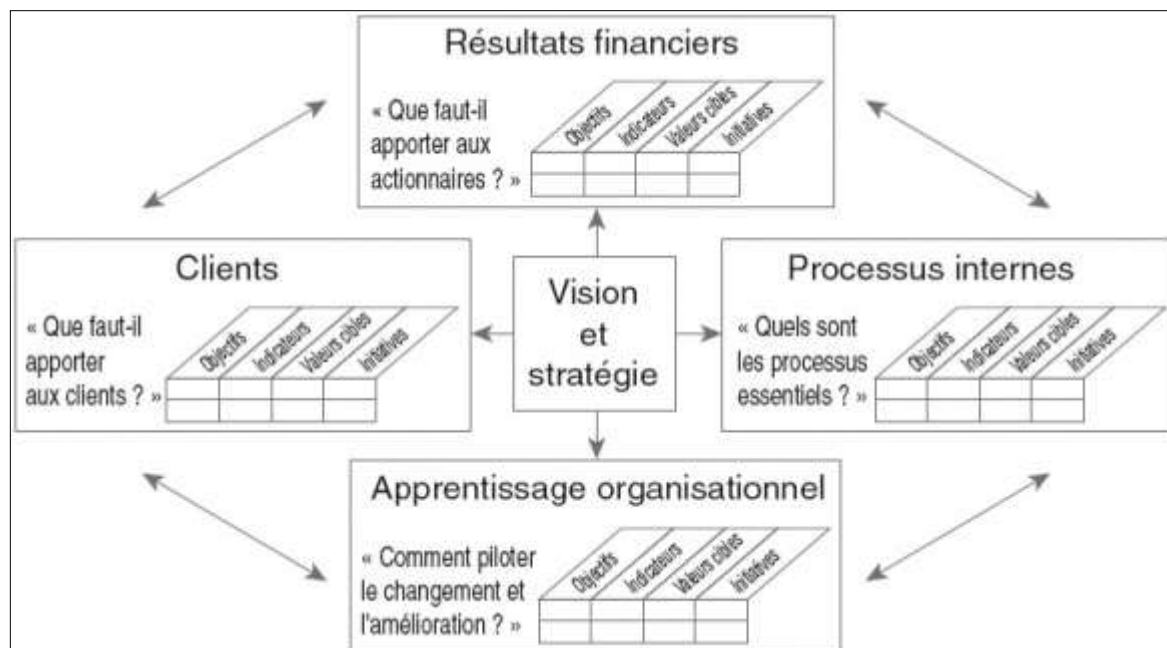 Résultats financiers
« Que faut-il
apporter aux
actionnaires ? »
Objectifs
Indicateurs
Valeurs cibles
Initiatives
Clients
« Que faut-il
apporter
aux clients ? »
Objectifs
Indicateurs
Valeurs cibles
Initiatives
Vision
et
stratégie
Processus internes
« Quels sont
les processus
essentiels ? »
Objectifs
Indicateurs
Valeurs cibles
Initiatives
Apprentissage organisationnel
« Comment piloter
le changement et
l'amélioration ? »
Objectifs
Indicateurs
Valeurs cibles
Initiatives